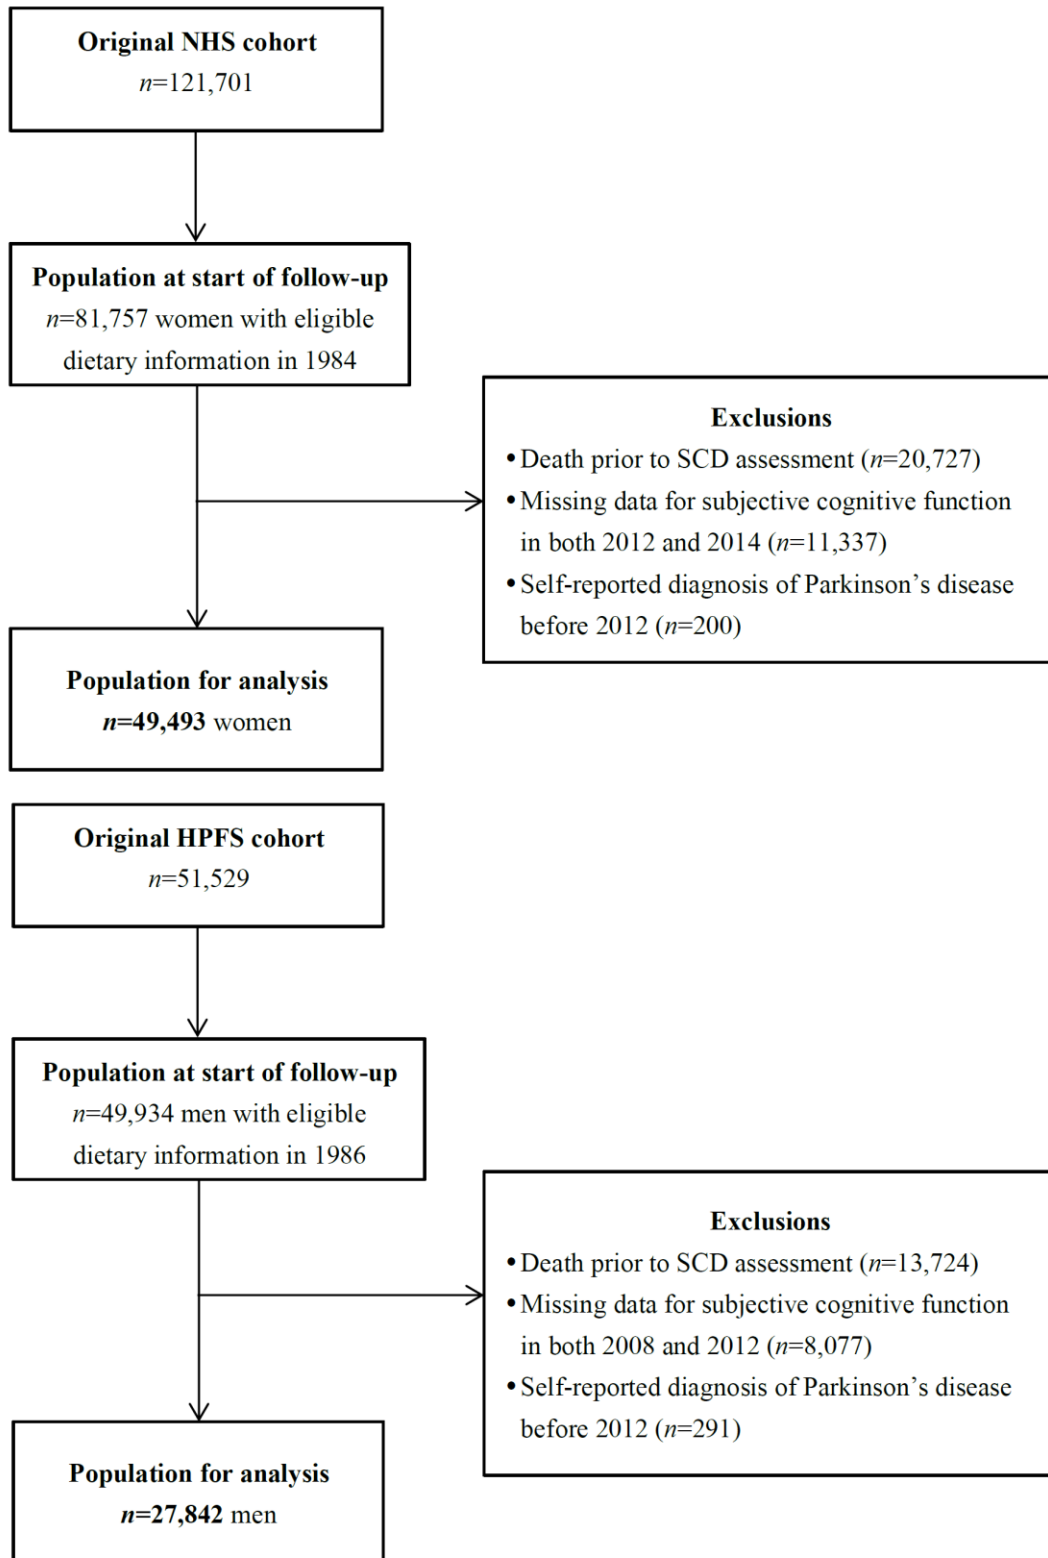 Original NHS cohort
n=121,701
Population at start of follow-up
n=81,757 women with eligible
dietary information in 1984
Exclusions
• Death prior to SCD assessment (n=20,727)
• Missing data for subjective cognitive function
in both 2012 and 2014 (n=11,337)
• Self-reported diagnosis of Parkinson’s disease
before 2012 (n=200)
Population for analysis
n=49,493 women
Original HPFS cohort
n=51,529
Population at start of follow-up
n=49,934 men with eligible
dietary information in 1986
Exclusions
• Death prior to SCD assessment (n=13,724)
• Missing data for subjective cognitive function
in both 2008 and 2012 (n=8,077)
• Self-reported diagnosis of Parkinson’s disease
before 2012 (n=291)
Population for analysis
n=27,842 men